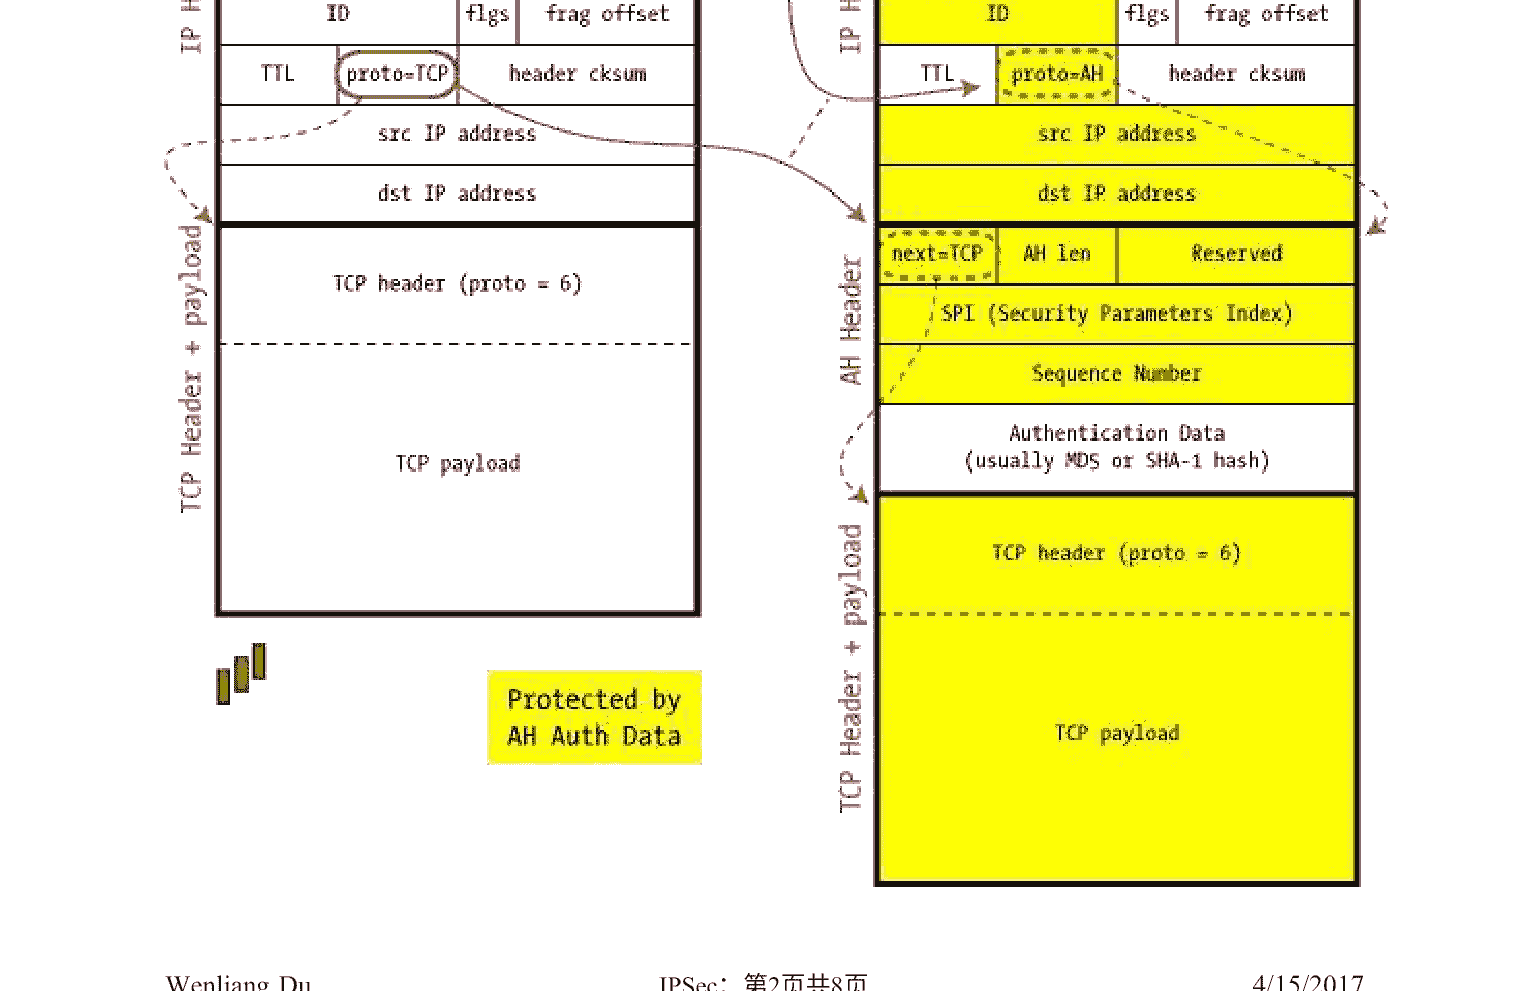 IP H
ID flgs frag offset
TTL proto=TCP header cksum
src IP address
dst IP address
TCP Header + payload
TCP header (proto = 6)
TCP payload
Protected by
AH Auth Data
IP H
ID flgs frag offset
TTL proto=AH header cksum
src IP address
dst IP address
AH Header
next=TCP AH len Reserved
SPI (Security Parameters Index)
Sequence Number
Authentication Data
(usually MD5 or SHA-1 hash)
TCP Header + payload
TCP header (proto = 6)
TCP payload
Wenliang Du IPSec：第2页共8页 4/15/2017